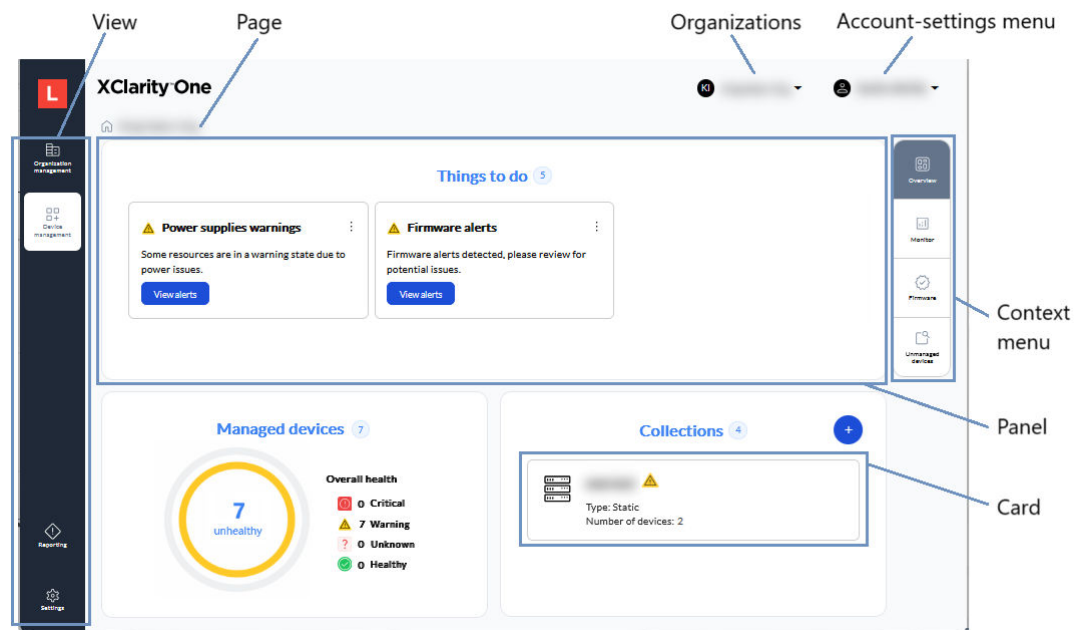 View
Page
Organizations
Account-settings menu
L
XClarity One
KI
Organization
management
Device
management
Reporting
Settings
Things to do 5
Power supplies warnings
Some resources are in a warning state due to
power issues.
View alerts
Firmware alerts
Firmware alerts detected, please review for
potential issues.
View alerts
Overview
Monitor
Firmware
Unmanaged
devices
Context
menu
Panel
Card
Managed devices 7
7
unhealthy
Overall health
0 Critical
7 Warning
? 0 Unknown
0 Healthy
Collections 4
+
Type: Static
Number of devices: 2